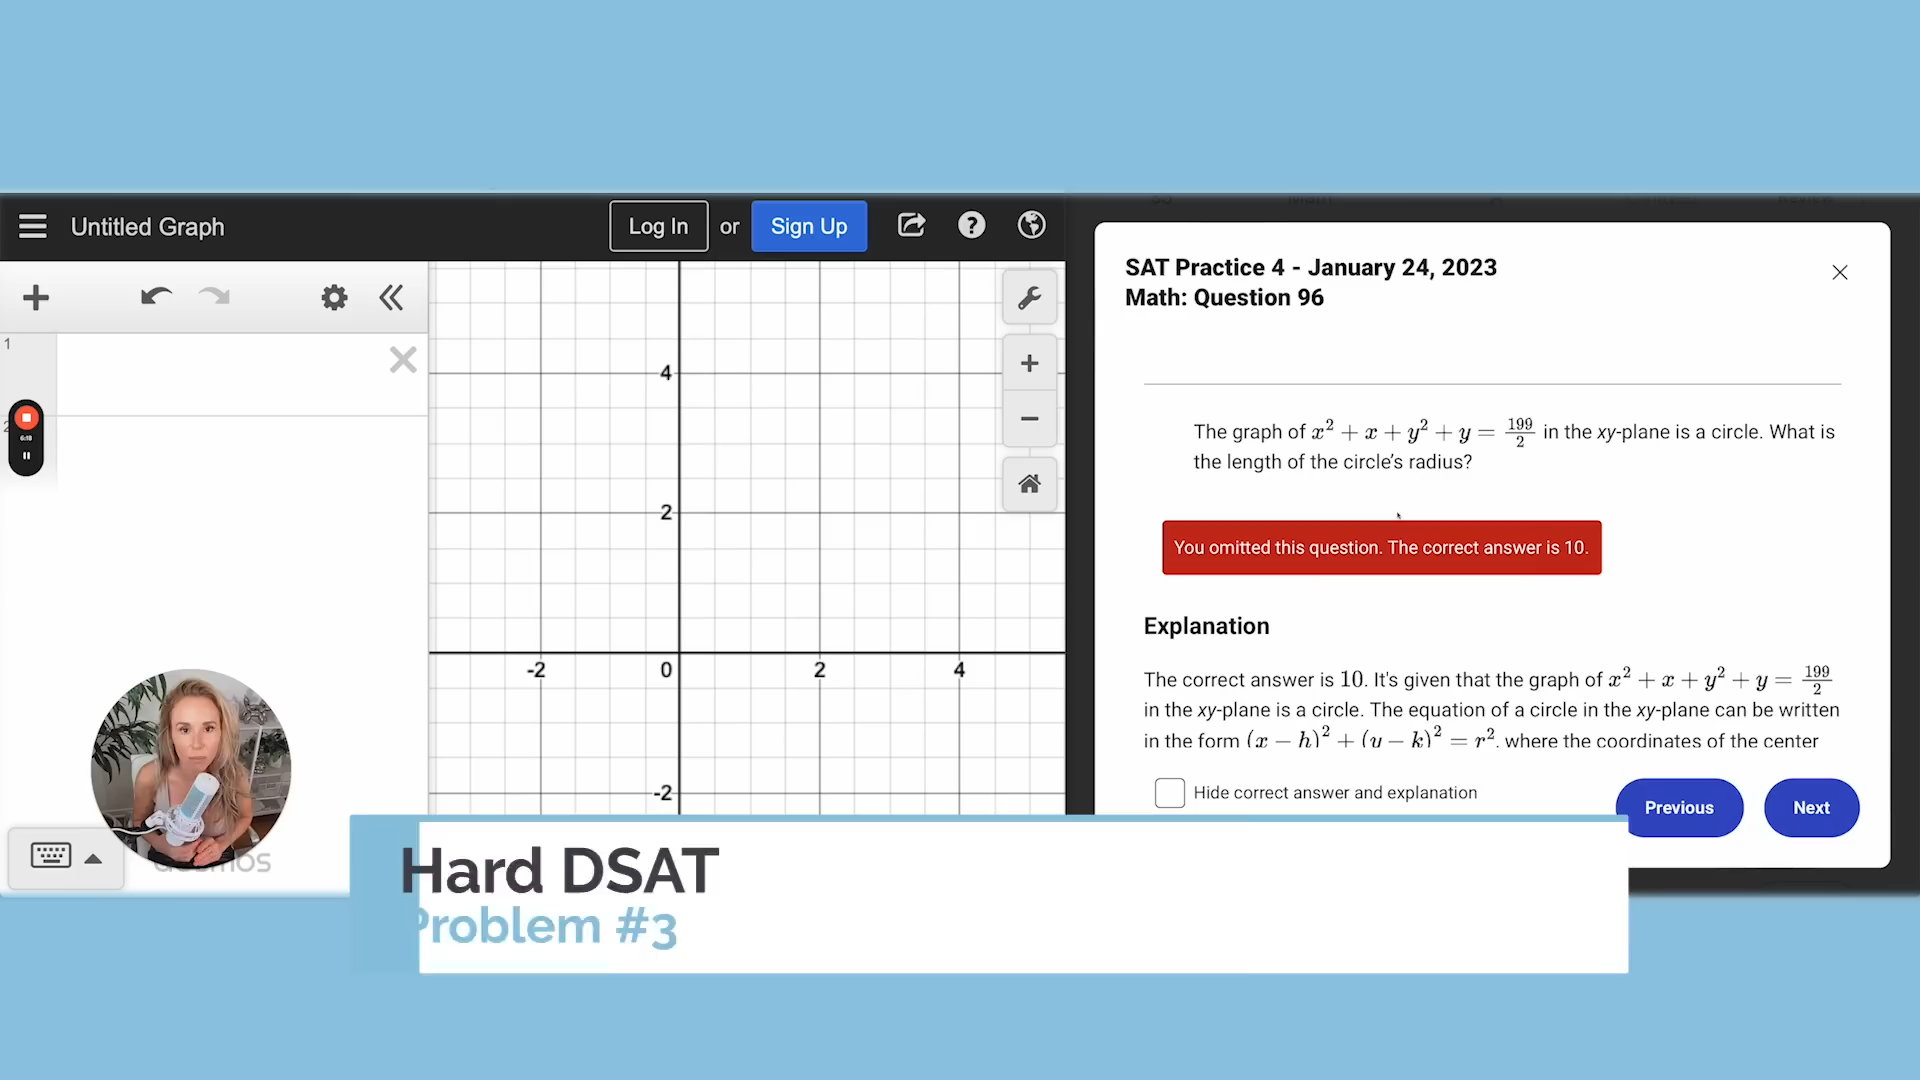 Untitled Graph
Log In or Sign Up
1
2
6:18
4
2
-2 0 2 4
-2
SAT Practice 4 - January 24, 2023
Math: Question 96
The graph of x² + x + y² + y = 199/2 in the xy-plane is a circle. What is
the length of the circle's radius?
You omitted this question. The correct answer is 10.
Explanation
The correct answer is 10. It's given that the graph of x² + x + y² + y = 199/2
in the xy-plane is a circle. The equation of a circle in the xy-plane can be written
in the form (x − h)² + (y − k)² = r², where the coordinates of the center
Hide correct answer and explanation
Previous
Next
Hard DSAT
Problem #3